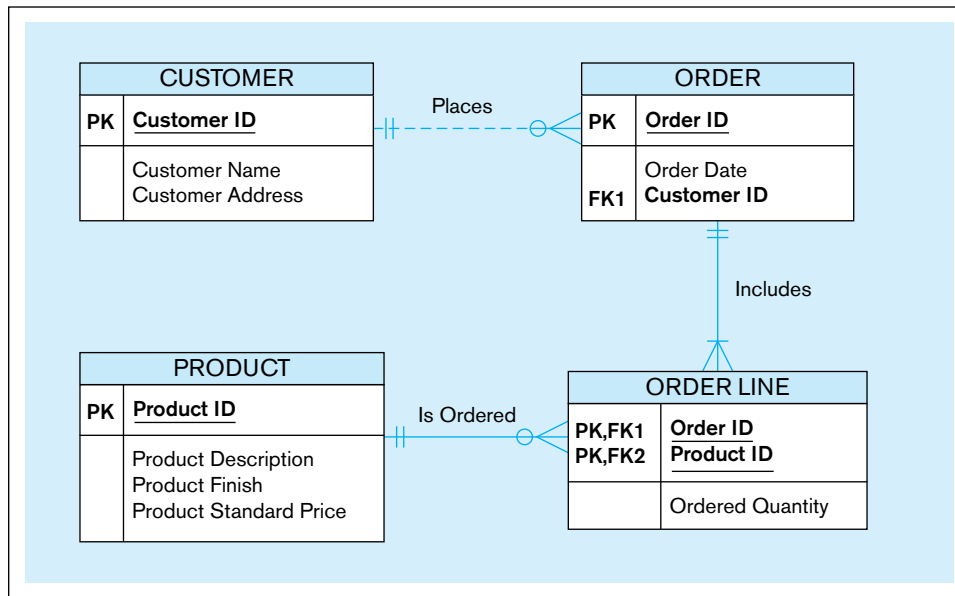 CUSTOMER
PK Customer ID
Customer Name
Customer Address
Places
ORDER
PK Order ID
Order Date
FK1 Customer ID
Includes
PRODUCT
PK Product ID
Product Description
Product Finish
Product Standard Price
Is Ordered
ORDER LINE
PK,FK1 Order ID
PK,FK2 Product ID
Ordered Quantity